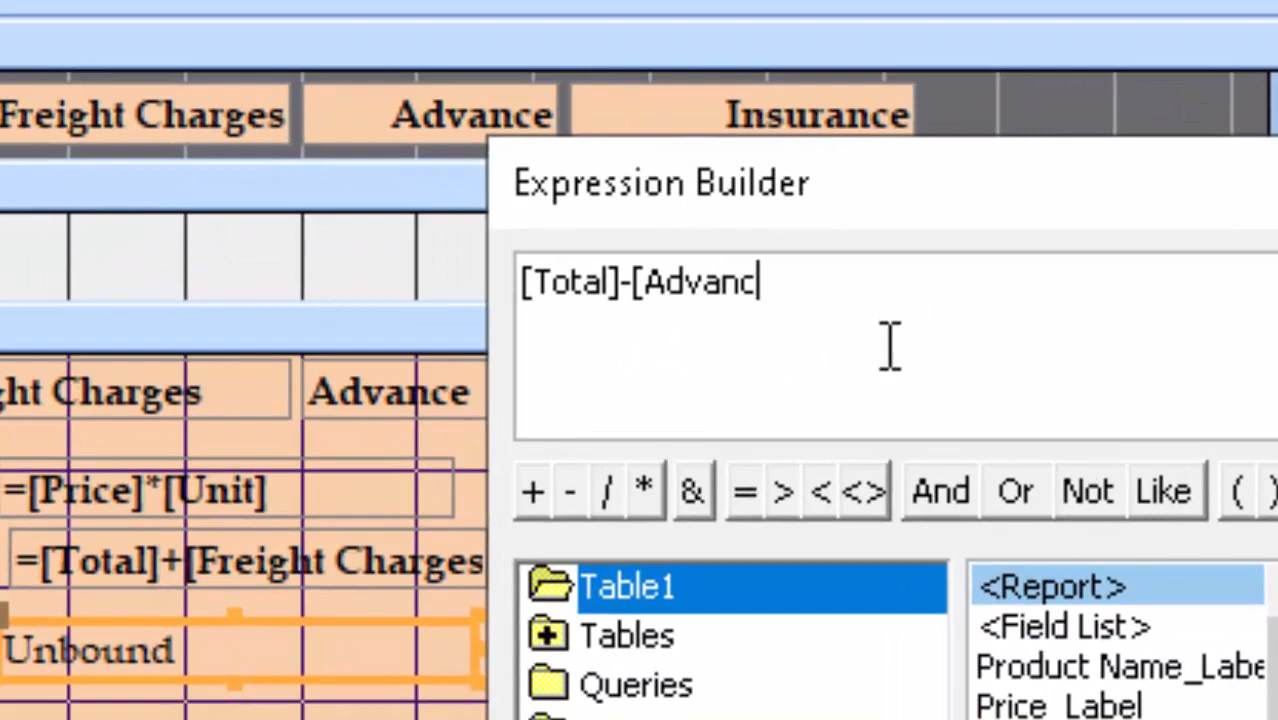 Freight Charges Advance Insurance
Expression Builder
[Total]-[Advanc
ght Charges Advance
=[Price]*[Unit]
+ - / * & = > < <> And Or Not Like ( )
=[Total]+[Freight Charges
Table1 <Report>
<Field List>
Unbound Tables
Product Name_Labe
Queries
Price_Label